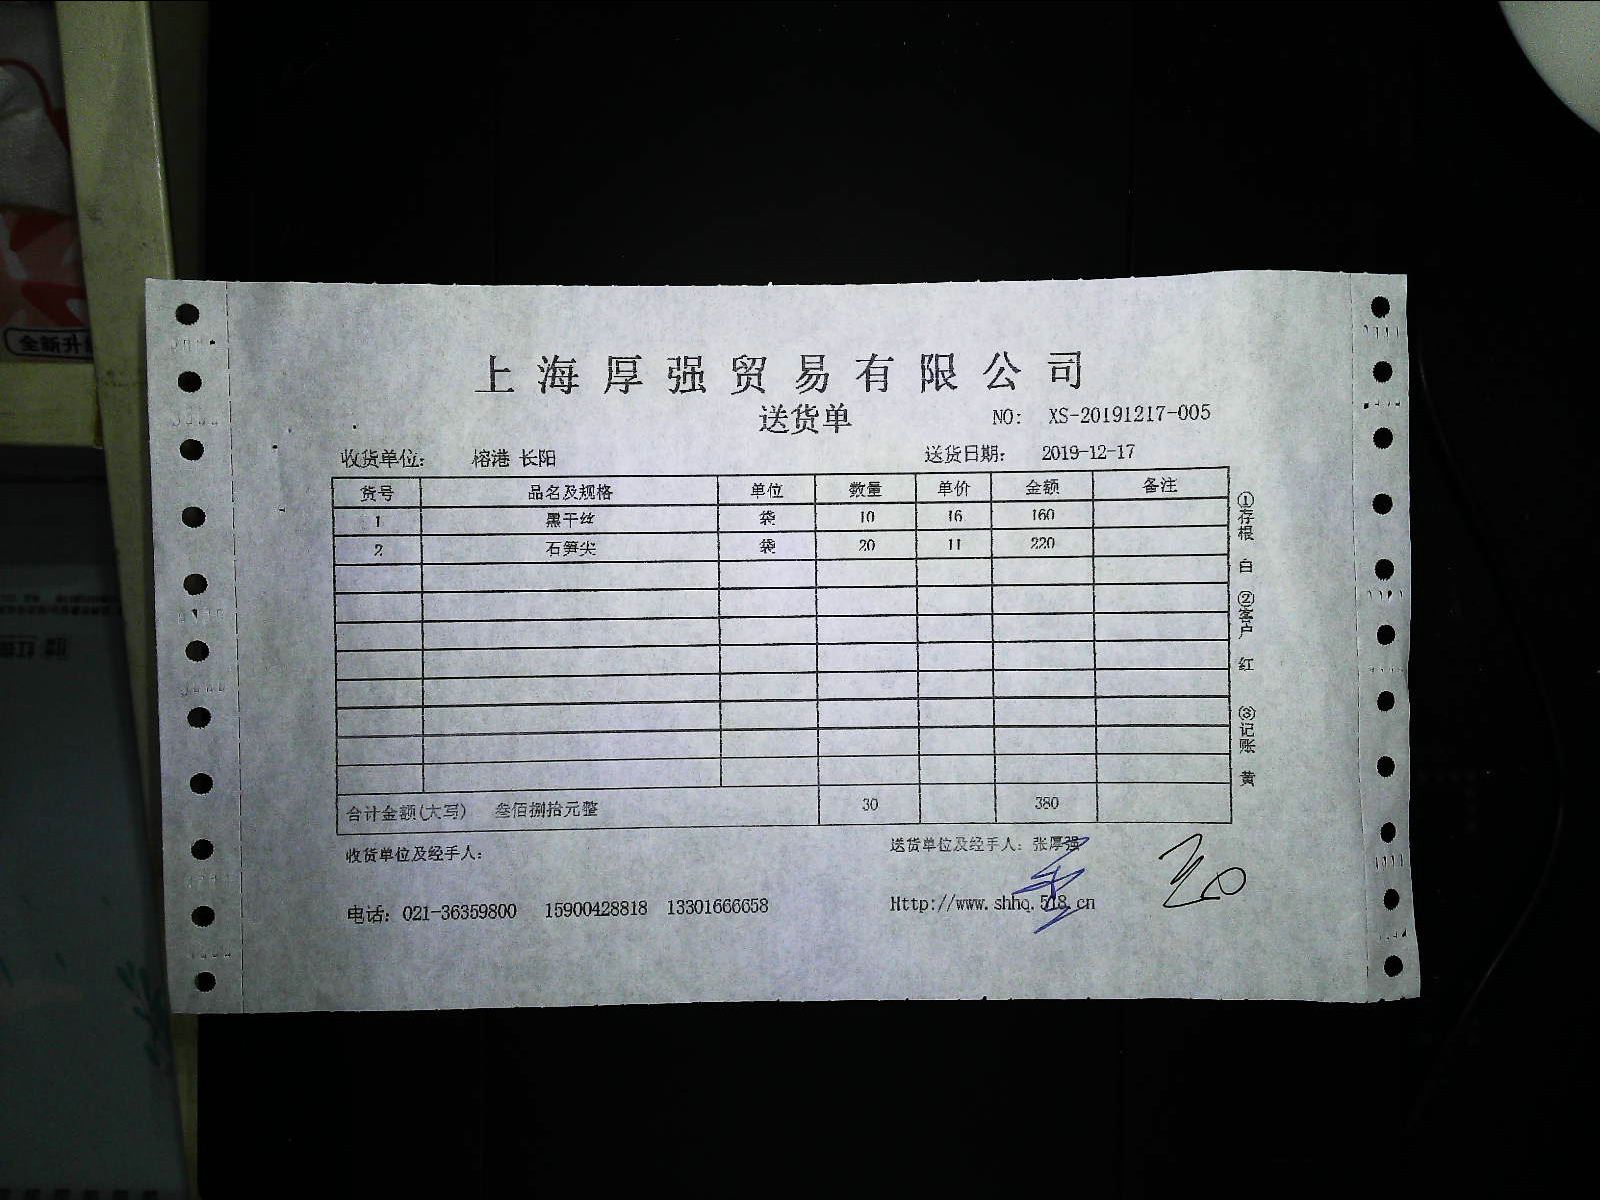 全新升级
上海厚强贸易有限公司
送货单 NO: XS-20191217-005
收货单位: 榕港 长阳 送货日期: 2019-12-17
货号 品名及规格 单位 数量 单价 金额 备注
1 黑干丝 袋 10 16 160
2 石笋尖 袋 20 11 220
合计金额(大写) 叁佰捌拾元整 30 380
①存根 白 ②客户 红 ③记账 黄
收货单位及经手人: 送货单位及经手人: 张厚强
电话: 021-36359800 15900428818 13301666658 Http://www.shhq.518.cn